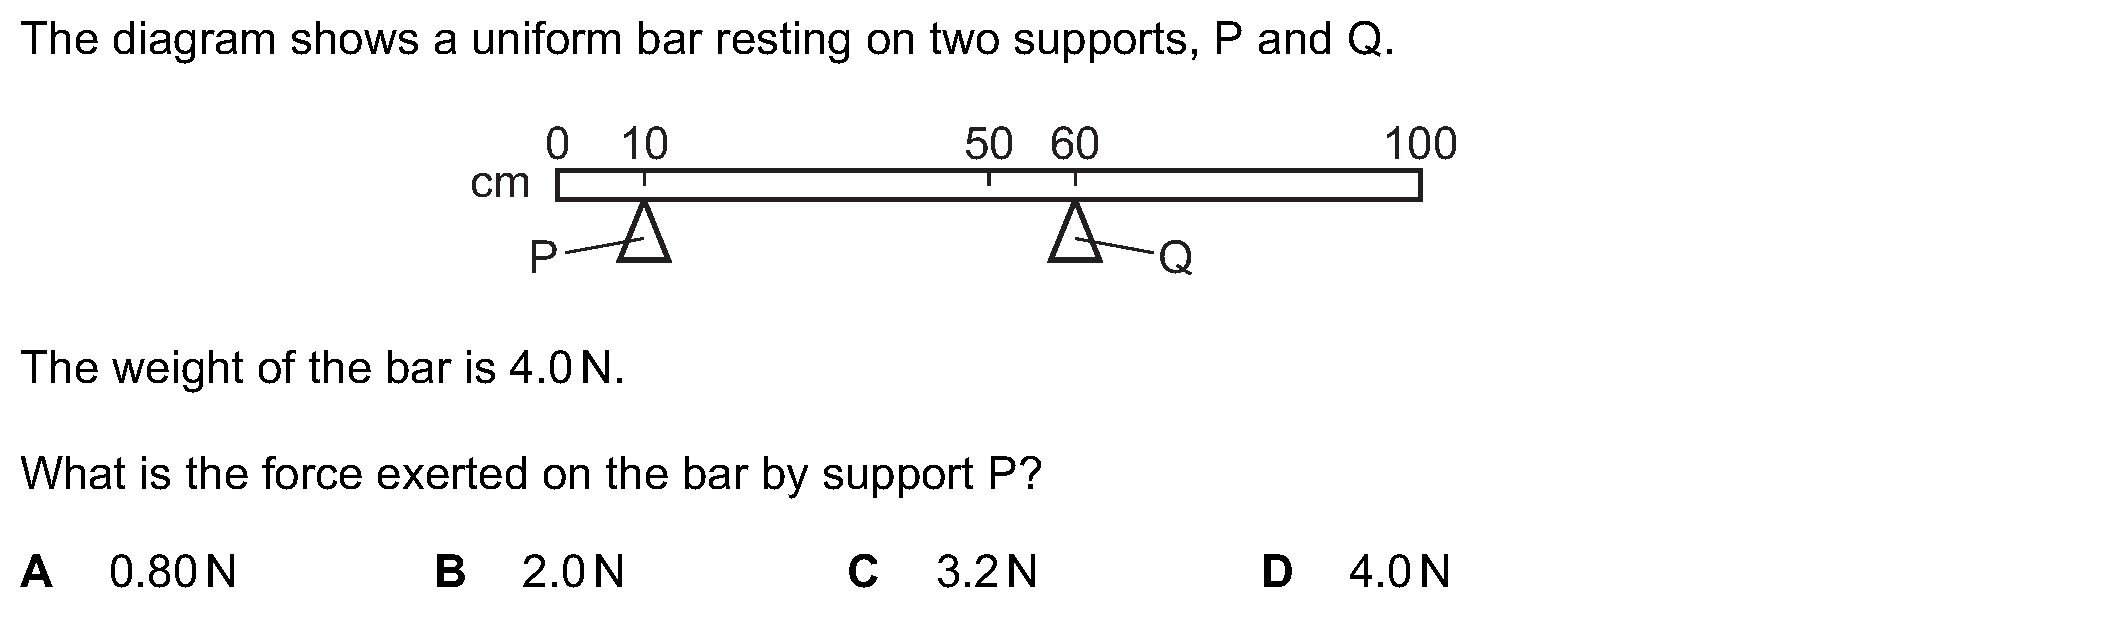 The diagram shows a uniform bar resting on two supports, P and Q.
0 10 50 60 100
cm
P Q
The weight of the bar is 4.0 N.
What is the force exerted on the bar by support P?
A 0.80 N B 2.0 N C 3.2 N D 4.0 N